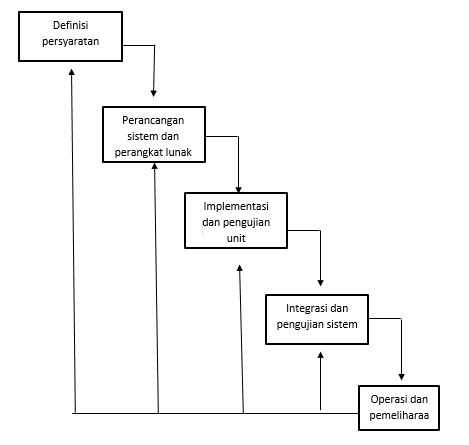 Definisi
persyaratan
Perancangan
sistem dan
perangkat lunak
Implementasi
dan pengujian
unit
Integrasi dan
pengujian sistem
Operasi dan
pemeliharaa